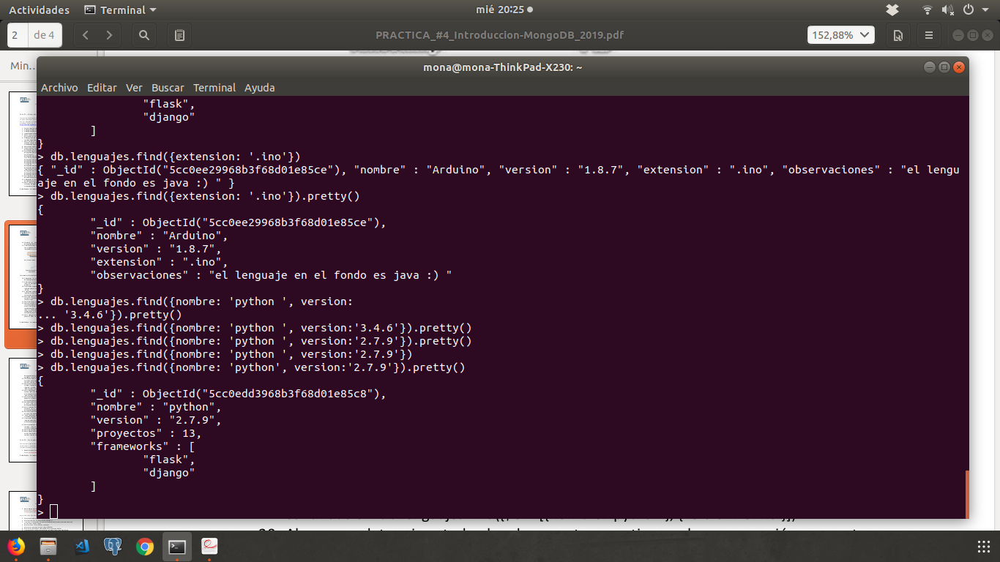 Actividades
Terminal
mié 20:25
2 de 4
PRACTICA_#4_Introduccion-MongoDB_2019.pdf
152,88%
Min...
mona@mona-ThinkPad-X230: ~
Archivo Editar Ver Buscar Terminal Ayuda
"flask",
"django"
]
}
> db.lenguajes.find({extension: '.ino'})
{ "_id" : ObjectId("5cc0ee29968b3f68d01e85ce"), "nombre" : "Arduino", "version" : "1.8.7", "extension" : ".ino", "observaciones" : "el lengu
aje en el fondo es java :) " }
> db.lenguajes.find({extension: '.ino'}).pretty()
{
"_id" : ObjectId("5cc0ee29968b3f68d01e85ce"),
"nombre" : "Arduino",
"version" : "1.8.7",
"extension" : ".ino",
"observaciones" : "el lenguaje en el fondo es java :) "
}
> db.lenguajes.find({nombre: 'python ', version:
... '3.4.6'}).pretty()
> db.lenguajes.find({nombre: 'python ', version:'3.4.6'}).pretty()
> db.lenguajes.find({nombre: 'python ', version:'2.7.9'}).pretty()
> db.lenguajes.find({nombre: 'python ', version:'2.7.9'})
> db.lenguajes.find({nombre: 'python', version:'2.7.9'}).pretty()
{
"_id" : ObjectId("5cc0edd3968b3f68d01e85c8"),
"nombre" : "python",
"version" : "2.7.9",
"proyectos" : 13,
"frameworks" : [
"flask",
"django"
]
}
>